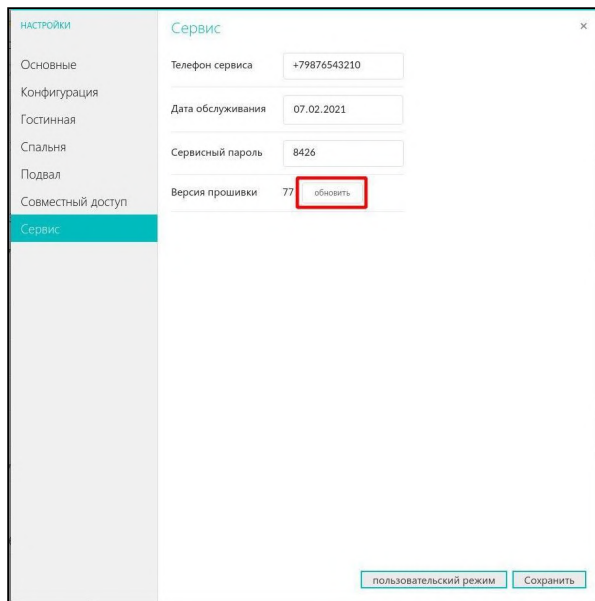 НАСТРОЙКИ
Основные
Конфигурация
Гостинная
Спальня
Подвал
Совместный доступ
Сервис
Сервис
×
Телефон сервиса +79876543210
Дата обслуживания 07.02.2021
Сервисный пароль 8426
Версия прошивки 77 обновить
пользовательский режим Сохранить